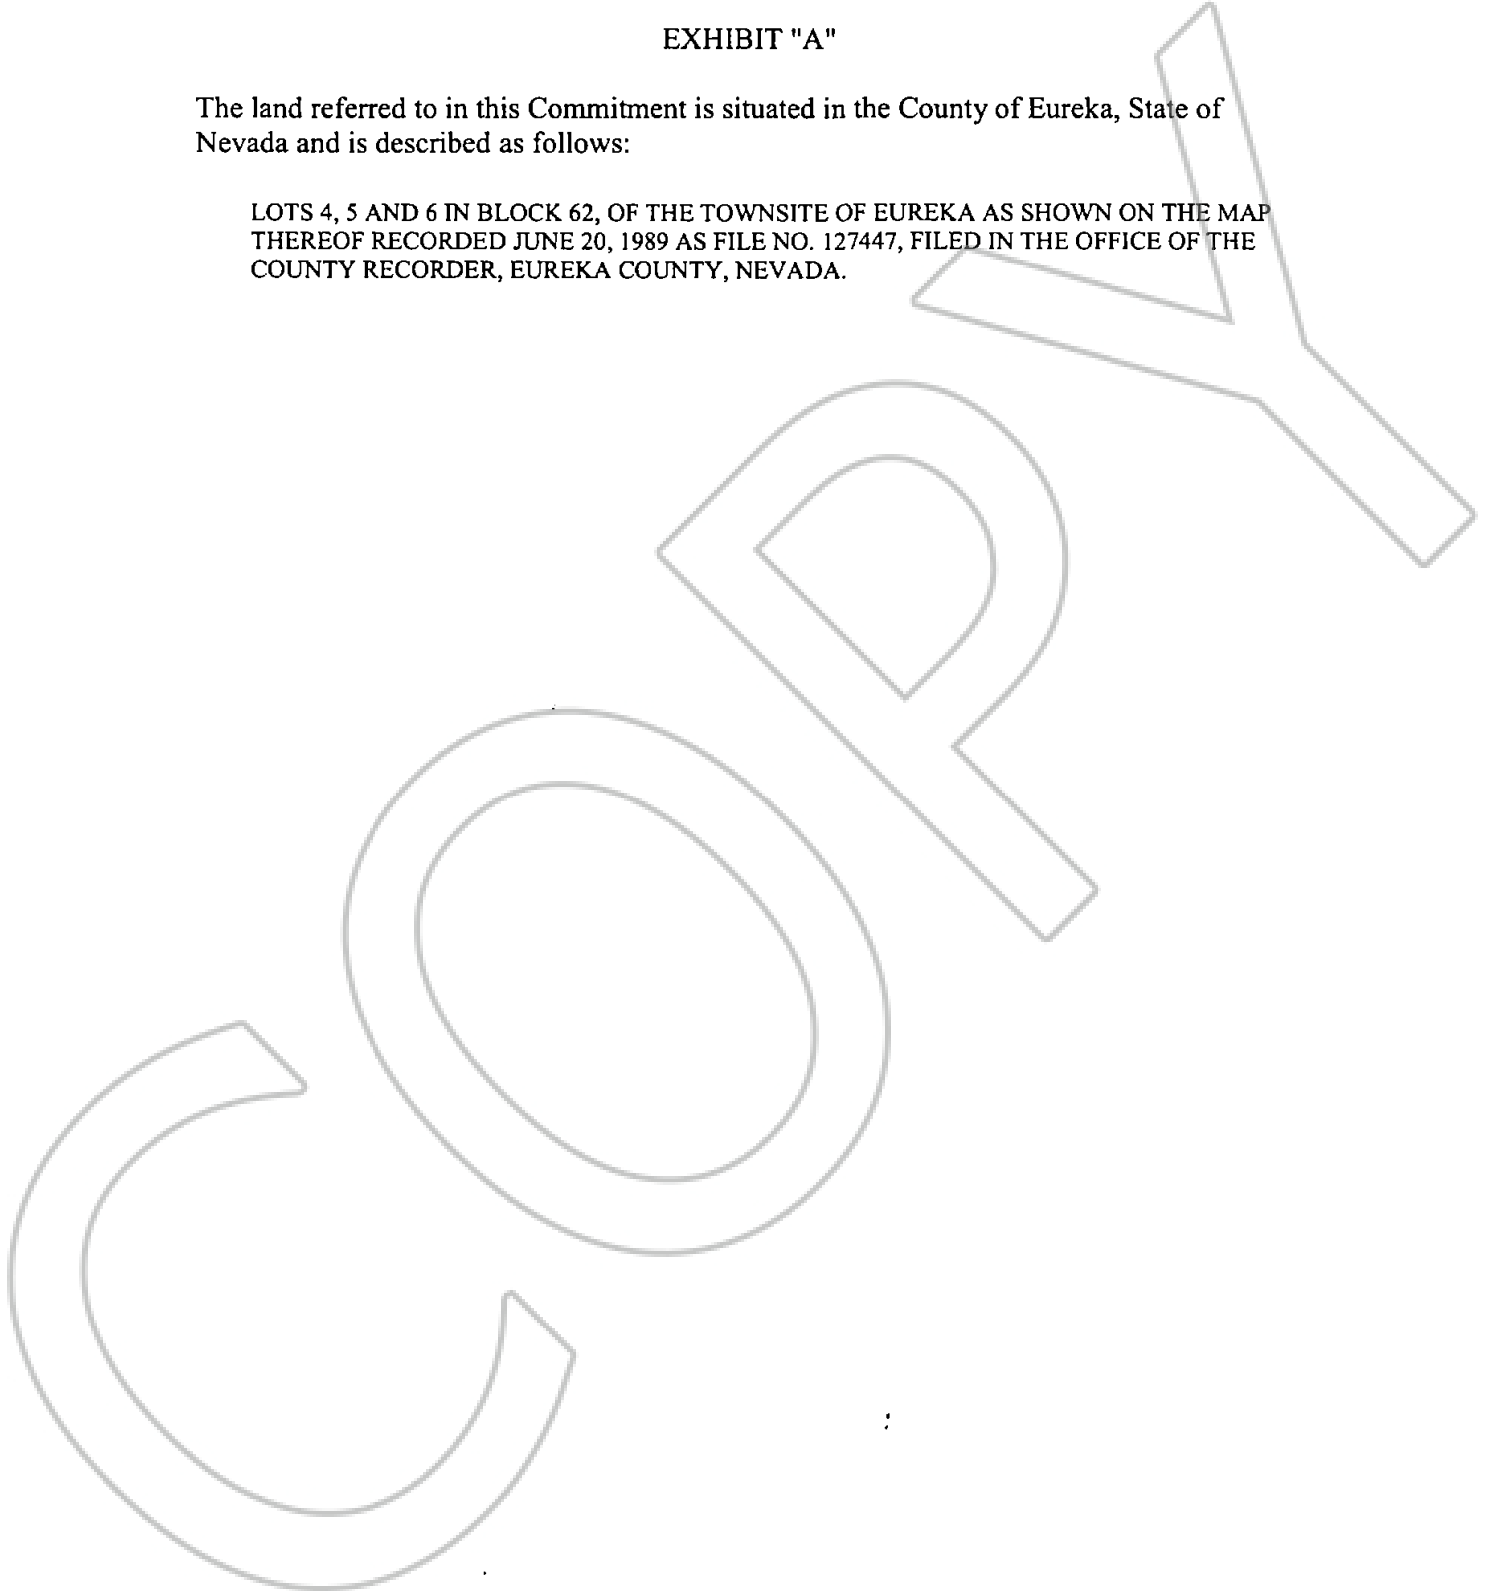 EXHIBIT "A"
The land referred to in this Commitment is situated in the County of Eureka, State of
Nevada and is described as follows:
LOTS 4, 5 AND 6 IN BLOCK 62, OF THE TOWNSITE OF EUREKA AS SHOWN ON THE MAP
THEREOF RECORDED JUNE 20, 1989 AS FILE NO. 127447, FILED IN THE OFFICE OF THE
COUNTY RECORDER, EUREKA COUNTY, NEVADA.
COPY